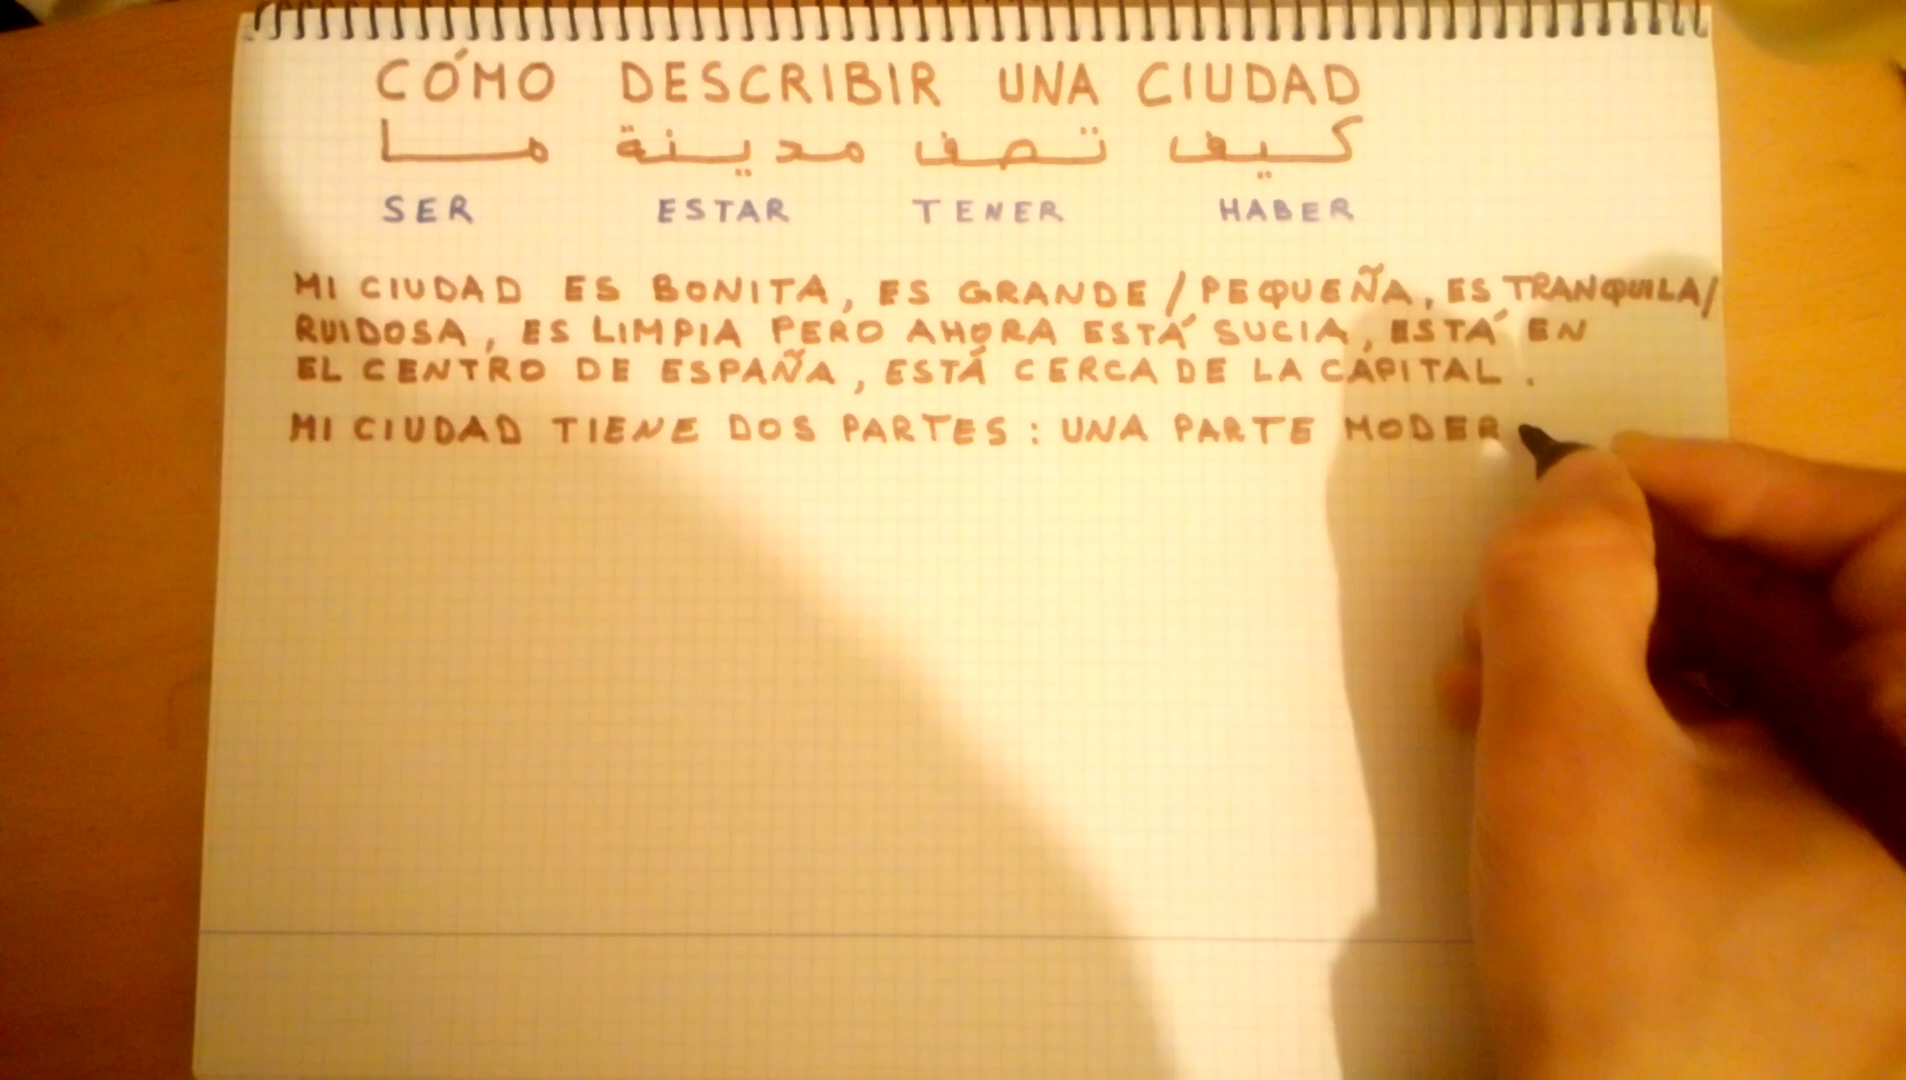 CÓMO DESCRIBIR UNA CIUDAD
كيف تصف مدينة ما
SER ESTAR TENER HABER
MI CIUDAD ES BONITA, ES GRANDE/PEQUEÑA, ES TRANQUILA/
RUIDOSA, ES LIMPIA PERO AHORA ESTÁ SUCIA, ESTÁ EN
EL CENTRO DE ESPAÑA, ESTÁ CERCA DE LA CAPITAL.
MI CIUDAD TIENE DOS PARTES: UNA PARTE MODER